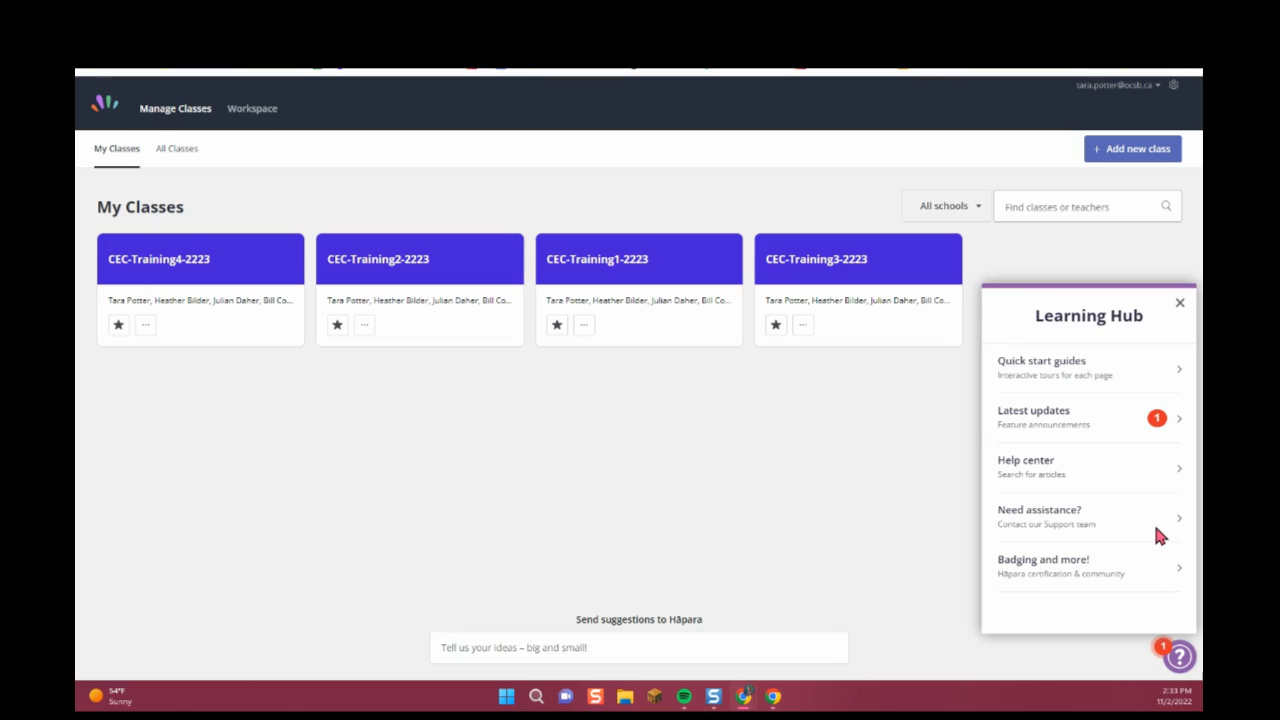 tara.potter@ocsb.ca
Manage Classes Workspace
My Classes All Classes
+ Add new class
My Classes
All schools
Find classes or teachers
CEC-Training4-2223
CEC-Training2-2223
CEC-Training1-2223
CEC-Training3-2223
Tara Potter, Heather Bilder, Julian Daher, Bill Co...
Tara Potter, Heather Bilder, Julian Daher, Bill Co...
Tara Potter, Heather Bilder, Julian Daher, Bill Co...
Tara Potter, Heather Bilder, Julian Daher, Bill Co...
Learning Hub
Quick start guides
Interactive tours for each page
Latest updates
Feature announcements
1
Help center
Search for articles
Need assistance?
Contact our Support team
Badging and more!
Hāpara certification & community
Send suggestions to Hāpara
Tell us your ideas – big and small!
1
?
54°F
Sunny
2:33 PM
11/2/2022